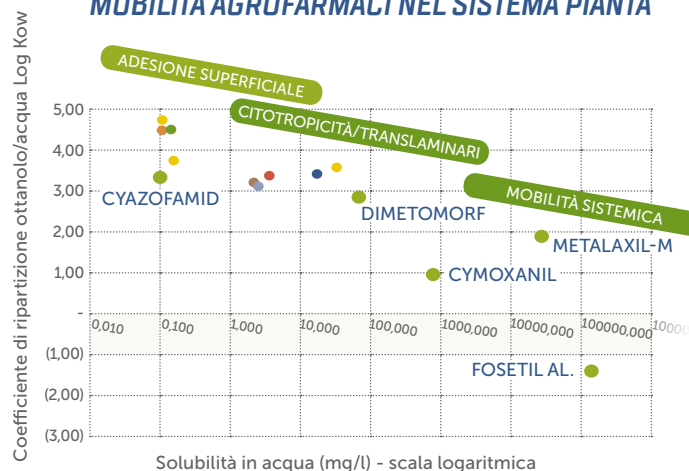 MOBILITÀ AGROFARMACI NEL SISTEMA PIANTA
Coefficiente di ripartizione ottanolo/acqua Log Kow
ADESIONE SUPERFICIALE
CITOTROPICITÀ/TRANSLAMINARI
MOBILITÀ SISTEMICA
5,00
4,00
3,00
2,00
1,00
-
(1,00)
(2,00)
(3,00)
CYAZOFAMID
DIMETOMORF
METALAXIL-M
CYMOXANIL
FOSETIL AL.
0,010
0,100
1,000
10,000
100,000
1000,000
10000,000
100000,000
Solubilità in acqua (mg/l) - scala logaritmica